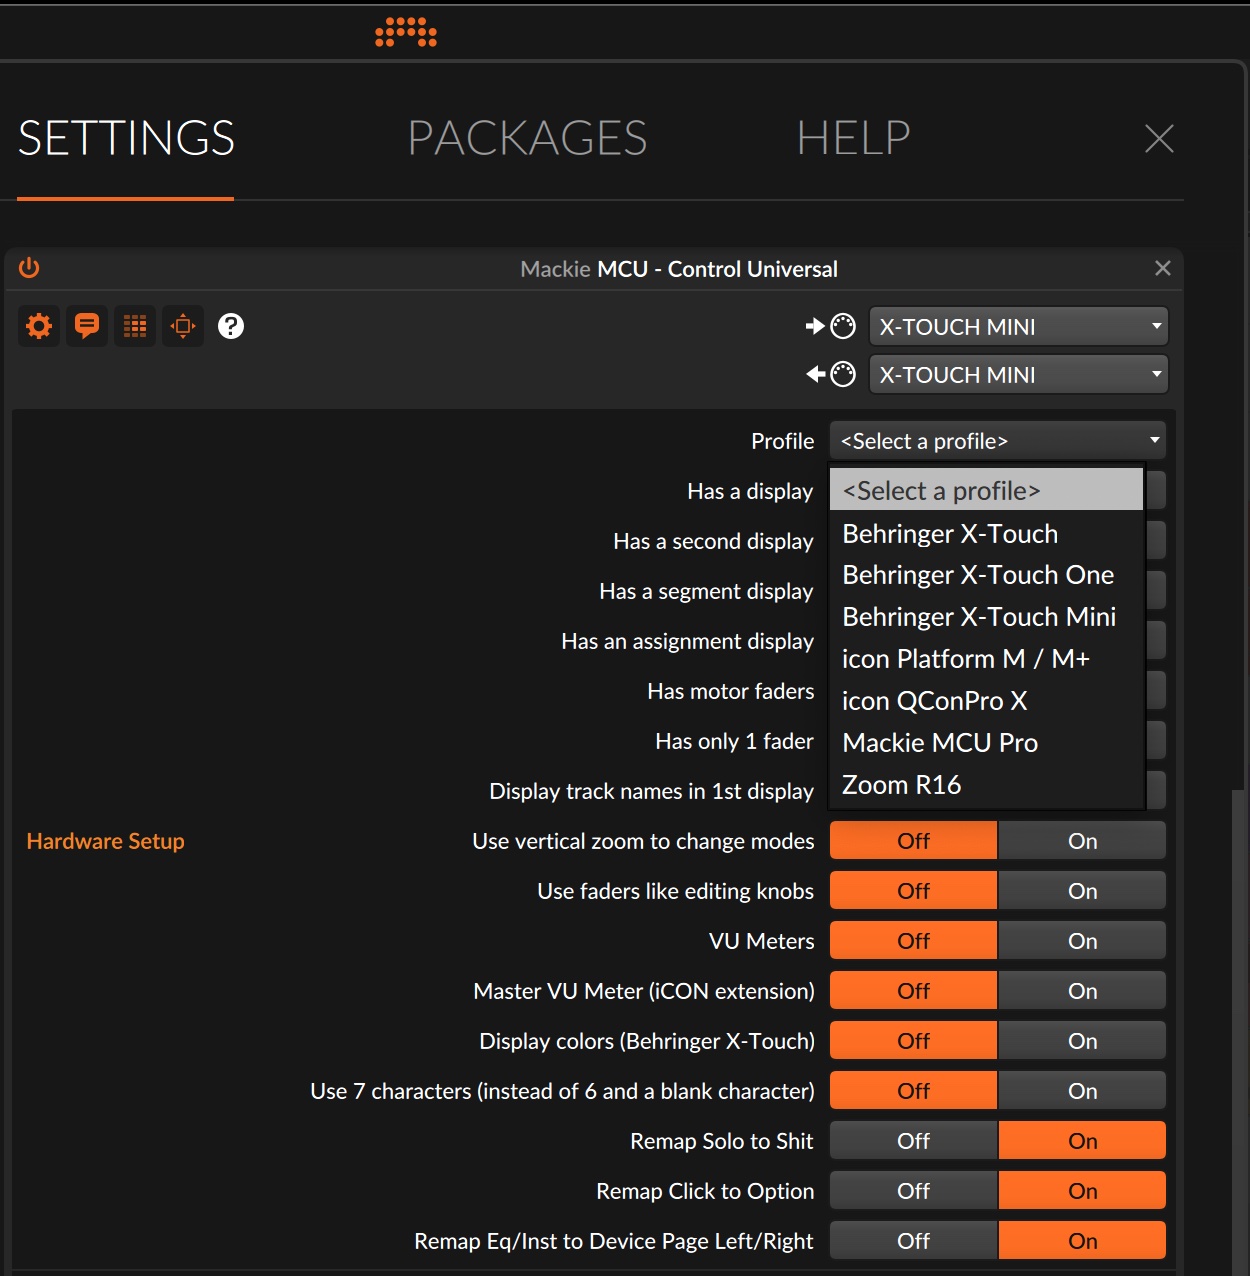 SETTINGS PACKAGES HELP
Mackie MCU - Control Universal
? X-TOUCH MINI
X-TOUCH MINI
Profile <Select a profile>
Has a display <Select a profile>
Has a second display Behringer X-Touch
Has a segment display Behringer X-Touch One
Has an assignment display Behringer X-Touch Mini
Has motor faders icon Platform M / M+
icon QConPro X
Has only 1 fader Mackie MCU Pro
Display track names in 1st display Zoom R16
Hardware Setup Use vertical zoom to change modes Off On
Use faders like editing knobs Off On
VU Meters Off On
Master VU Meter (iCON extension) Off On
Display colors (Behringer X-Touch) Off On
Use 7 characters (instead of 6 and a blank character) Off On
Remap Solo to Shit Off On
Remap Click to Option Off On
Remap Eq/Inst to Device Page Left/Right Off On